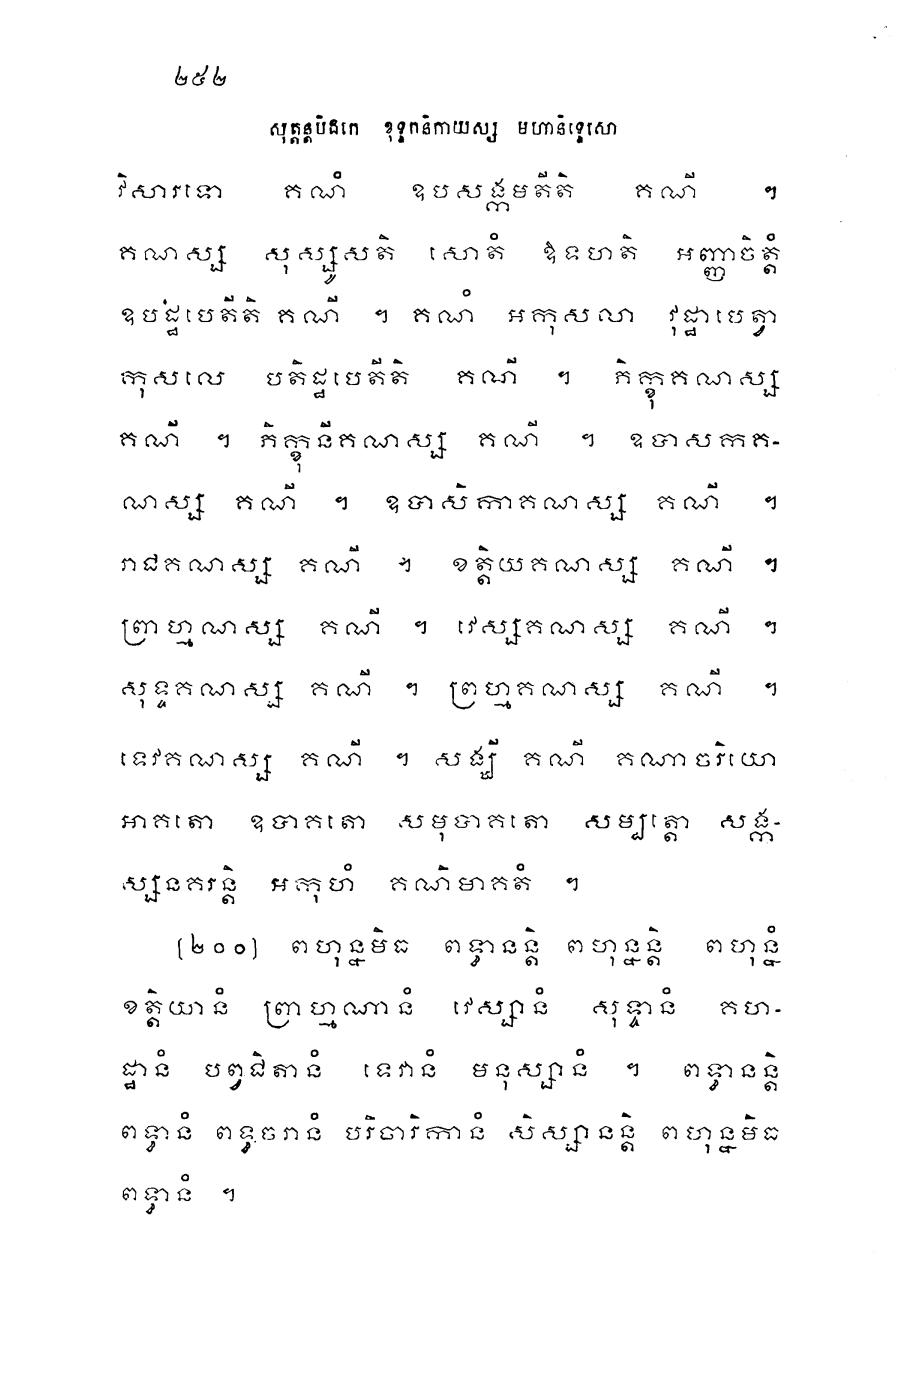 ២៥២
សុត្តន្តបិដកេ ខុទ្ទកនិកាយស្ស មហានិទ្ទេសោ
វិសារទោ គណំ ឧបសង្កមតីតិ គណី ។
គណស្ស សុស្សូសតិ សោតំ ឱទហតិ អញ្ញាចិត្តំ
ឧបដ្ឋបេតីតិ គណី ។ គណំ អកុសលា វុដ្ឋាបេត្វា
កុសលេ បតិដ្ឋបេតីតិ គណី ។ ភិក្ខុគណស្ស
គណី ។ ភិក្ខុនីគណស្ស គណី ។ ឧបាសកគ-
ណស្ស គណី ។ ឧបាសិកាគណស្ស គណី ។
រាជគណស្ស គណី ។ ខត្តិយគណស្ស គណី ។
ព្រាហ្មណស្ស គណី ។ វេស្សគណស្ស គណី ។
សុទ្ទគណស្ស គណី ។ ព្រហ្មគណស្ស គណី ។
ទេវគណស្ស គណី ។ សង្ឃី គណី គណាចរិយោ
អាគតោ ឧបាគតោ សមុបាគតោ សម្បត្តោ សង្ក-
ស្សនគរន្តិ អកុហំ គណិមាគតំ ។
(២០០) ពហុន្នមិធ ពទ្ធានន្តិ ពហុន្នន្តិ ពហុន្នំ
ខត្តិយានំ ព្រាហ្មណានំ វេស្សានំ សុទ្ទានំ គហ-
ដ្ឋានំ បព្វជិតានំ ទេវានំ មនុស្សានំ ។ ពទ្ធានន្តិ
ពទ្ធានំ ពទ្ធចរានំ បរិចារិកានំ សិស្សានន្តិ ពហុន្នមិធ
ពទ្ធានំ ។